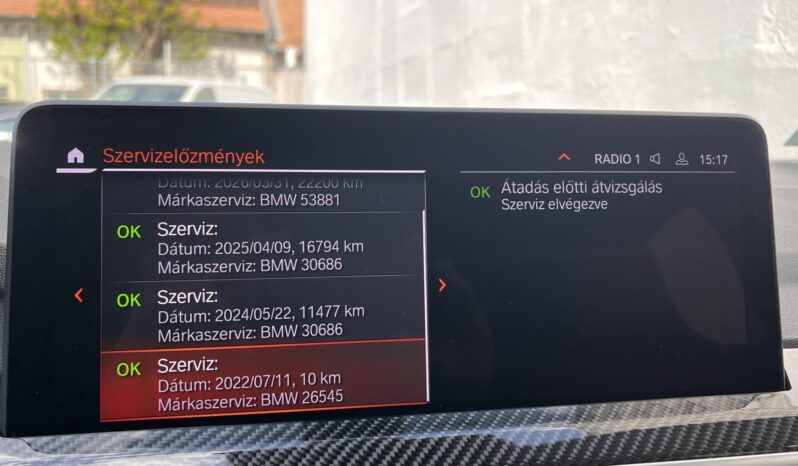 Szervizelőzmények
RADIO 1 15:17
Dátum: 2026/03/31, 22200 km
Márkaszerviz: BMW 53881
OK Szerviz:
Dátum: 2025/04/09, 16794 km
Márkaszerviz: BMW 30686
OK Szerviz:
Dátum: 2024/05/22, 11477 km
Márkaszerviz: BMW 30686
OK Szerviz:
Dátum: 2022/07/11, 10 km
Márkaszerviz: BMW 26545
OK Átadás előtti átvizsgálás
Szerviz elvégezve